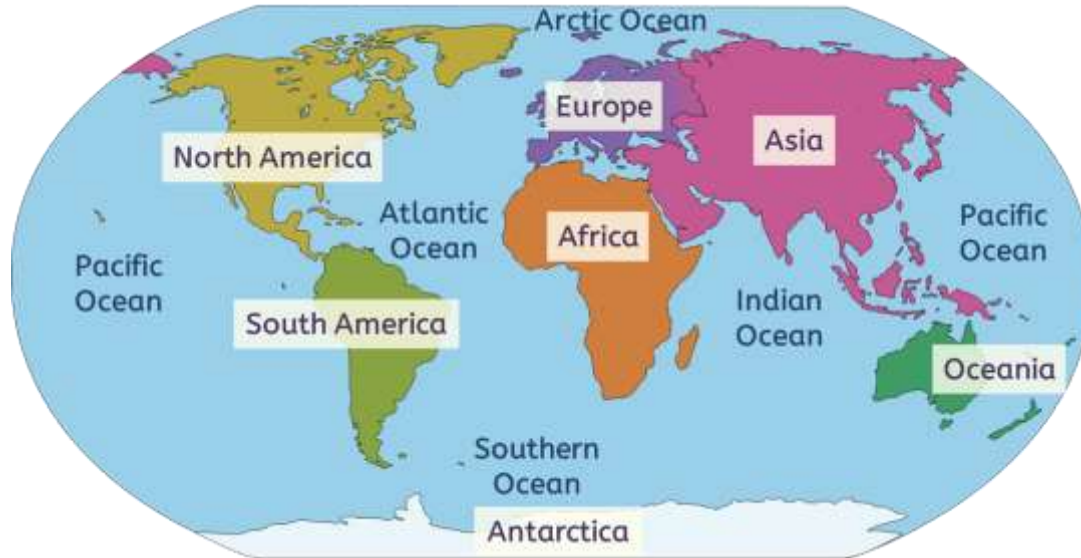 Arctic Ocean
Europe
Asia
North America
Atlantic
Ocean
Africa
Pacific
Ocean
Pacific
Ocean
South America
Indian
Ocean
Oceania
Southern
Ocean
Antarctica